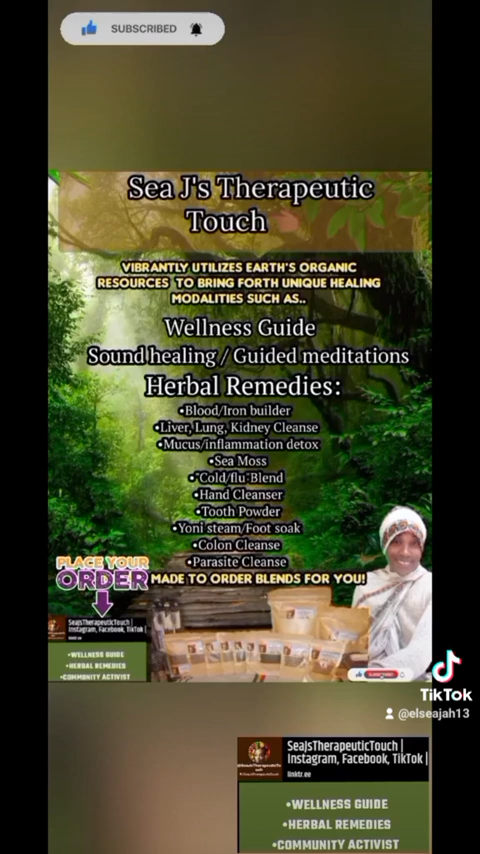 SUBSCRIBED
Sea J's Therapeutic
Touch
VIBRANTLY UTILIZES EARTH'S ORGANIC
RESOURCES TO BRING FORTH UNIQUE HEALING
MODALITIES SUCH AS..
Wellness Guide
Sound healing / Guided meditations
Herbal Remedies:
•Blood/Iron builder
•Liver, Lung, Kidney Cleanse
•Mucus/inflammation detox
•Sea Moss
•"Cold/flu"Blend
•Hand Cleanser
•Tooth Powder
•Yoni steam/Foot soak
•Colon Cleanse
•Parasite Cleanse
MADE TO ORDER BLENDS FOR YOU!
PLACE YOUR
ORDER
SeaJsTherapeuticTouch |
Instagram, Facebook, TikTok |
•WELLNESS GUIDE
•HERBAL REMEDIES
•COMMUNITY ACTIVIST
TikTok
@elseajah13
SeaJsTherapeuticTouch |
Instagram, Facebook, TikTok |
linktr.ee
•WELLNESS GUIDE
•HERBAL REMEDIES
•COMMUNITY ACTIVIST